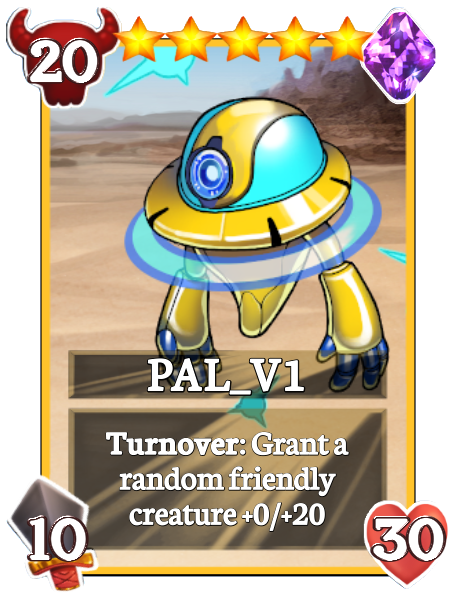 20
PAL_V1
Turnover: Grant a
random friendly
creature +0/+20
10
30